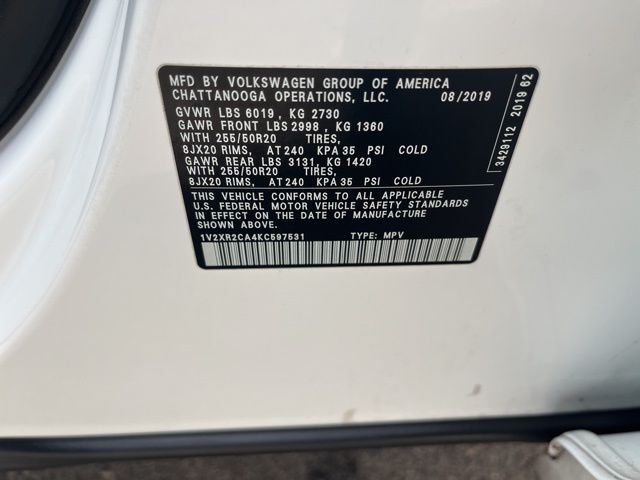 MFD BY VOLKSWAGEN GROUP OF AMERICA
CHATTANOOGA OPERATIONS, LLC. 08/2019
GVWR LBS 6019 , KG 2730
GAWR FRONT LBS 2998 , KG 1360
WITH 255/50R20 TIRES,
8JX20 RIMS, AT 240 KPA 35 PSI COLD
GAWR REAR LBS 3131, KG 1420
WITH 255/50R20 TIRES,
8JX20 RIMS, AT 240 KPA 35 PSI COLD
THIS VEHICLE CONFORMS TO ALL APPLICABLE
U.S. FEDERAL MOTOR VEHICLE SAFETY STANDARDS
IN EFFECT ON THE DATE OF MANUFACTURE
SHOWN ABOVE.
1V2XR2CA4KC597531 TYPE: MPV
3429112 2019 62